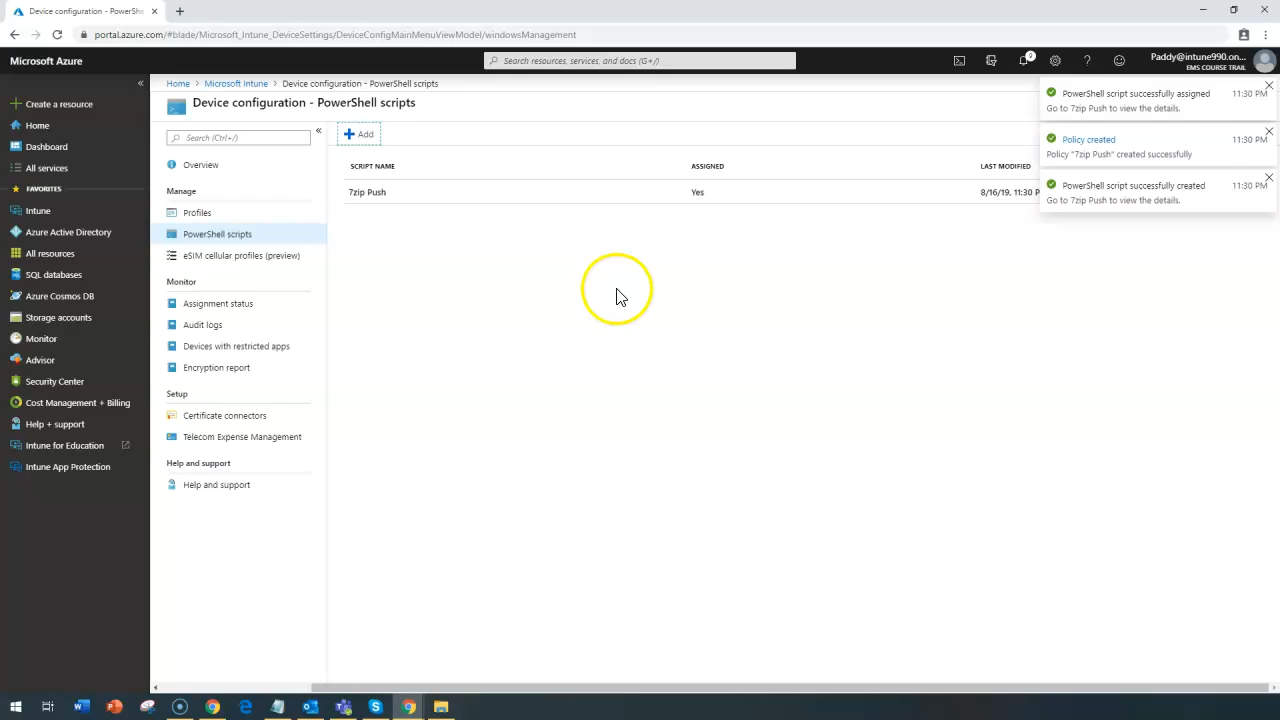 Device configuration - PowerSh
portal.azure.com/#blade/Microsoft_Intune_DeviceSettings/DeviceConfigMainMenuViewModel/windowsManagement
Microsoft Azure
Search resources, services, and docs (G+/)
9
Paddy@intune990.on...
EMS COURSE TRAIL
Create a resource
Home
Dashboard
All services
FAVORITES
Intune
Azure Active Directory
All resources
SQL databases
Azure Cosmos DB
Storage accounts
Monitor
Advisor
Security Center
Cost Management + Billing
Help + support
Intune for Education
Intune App Protection
Home > Microsoft Intune > Device configuration - PowerShell scripts
Device configuration - PowerShell scripts
Search (Ctrl+/)
Overview
Manage
Profiles
PowerShell scripts
eSIM cellular profiles (preview)
Monitor
Assignment status
Audit logs
Devices with restricted apps
Encryption report
Setup
Certificate connectors
Telecom Expense Management
Help and support
Help and support
Add
SCRIPT NAME ASSIGNED LAST MODIFIED
7zip Push Yes 8/16/19, 11:30 P
PowerShell script successfully assigned 11:30 PM
Go to 7zip Push to view the details.
Policy created 11:30 PM
Policy "7zip Push" created successfully
PowerShell script successfully created 11:30 PM
Go to 7zip Push to view the details.